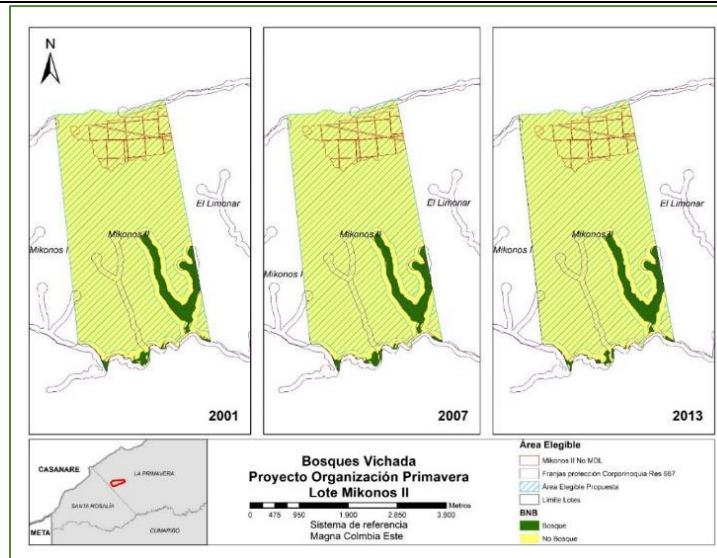 N
El Limonar
Mikonos II
Mikonos I
2001
El Limonar
Mikonos II
Mikonos I
2007
El Limonar
Mikonos II
Mikonos I
2013
CASANARE
LA PRIMAVERA
SANTA ROSALÍA
CUMARIBO
META
Bosques Vichada
Proyecto Organización Primavera
Lote Mikonos II
0 475 950 1.900 2.850 3.800 Metros
Sistema de referencia
Magna Colmbia Este
Área Elegible
Mikonos II No MDL
Franjas protección Corporinoquia Res 687
Área Elegible Propuesta
Límite Lotes
BNB
Bosque
No Bosque